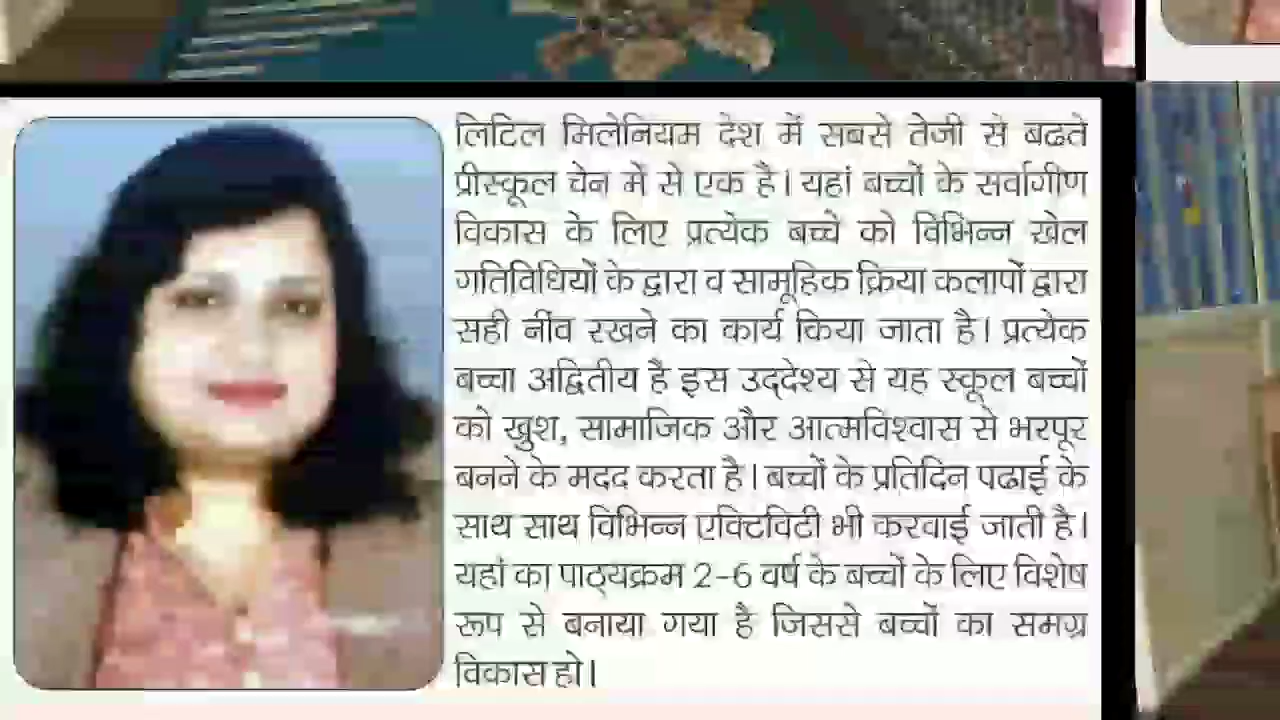 लिटिल मिलेनियम देश में सबसे तेजी से बढते
प्रीस्कूल चेन में से एक है। यहां बच्चों के सर्वागीण
विकास के लिए प्रत्येक बच्चे को विभिन्न खेल
गतिविधियों के द्वारा व सामूहिक क्रिया कलापों द्वारा
सही नींव रखने का कार्य किया जाता है। प्रत्येक
बच्चा अद्वितीय है इस उद्देश्य से यह स्कूल बच्चों
को खुश, सामाजिक और आत्मविश्वास से भरपूर
बनने के मदद करता है। बच्चों के प्रतिदिन पढाई के
साथ साथ विभिन्न एक्टिविटी भी करवाई जाती है।
यहां का पाठ्यक्रम 2-6 वर्ष के बच्चों के लिए विशेष
रूप से बनाया गया है जिससे बच्चों का समग्र
विकास हो।